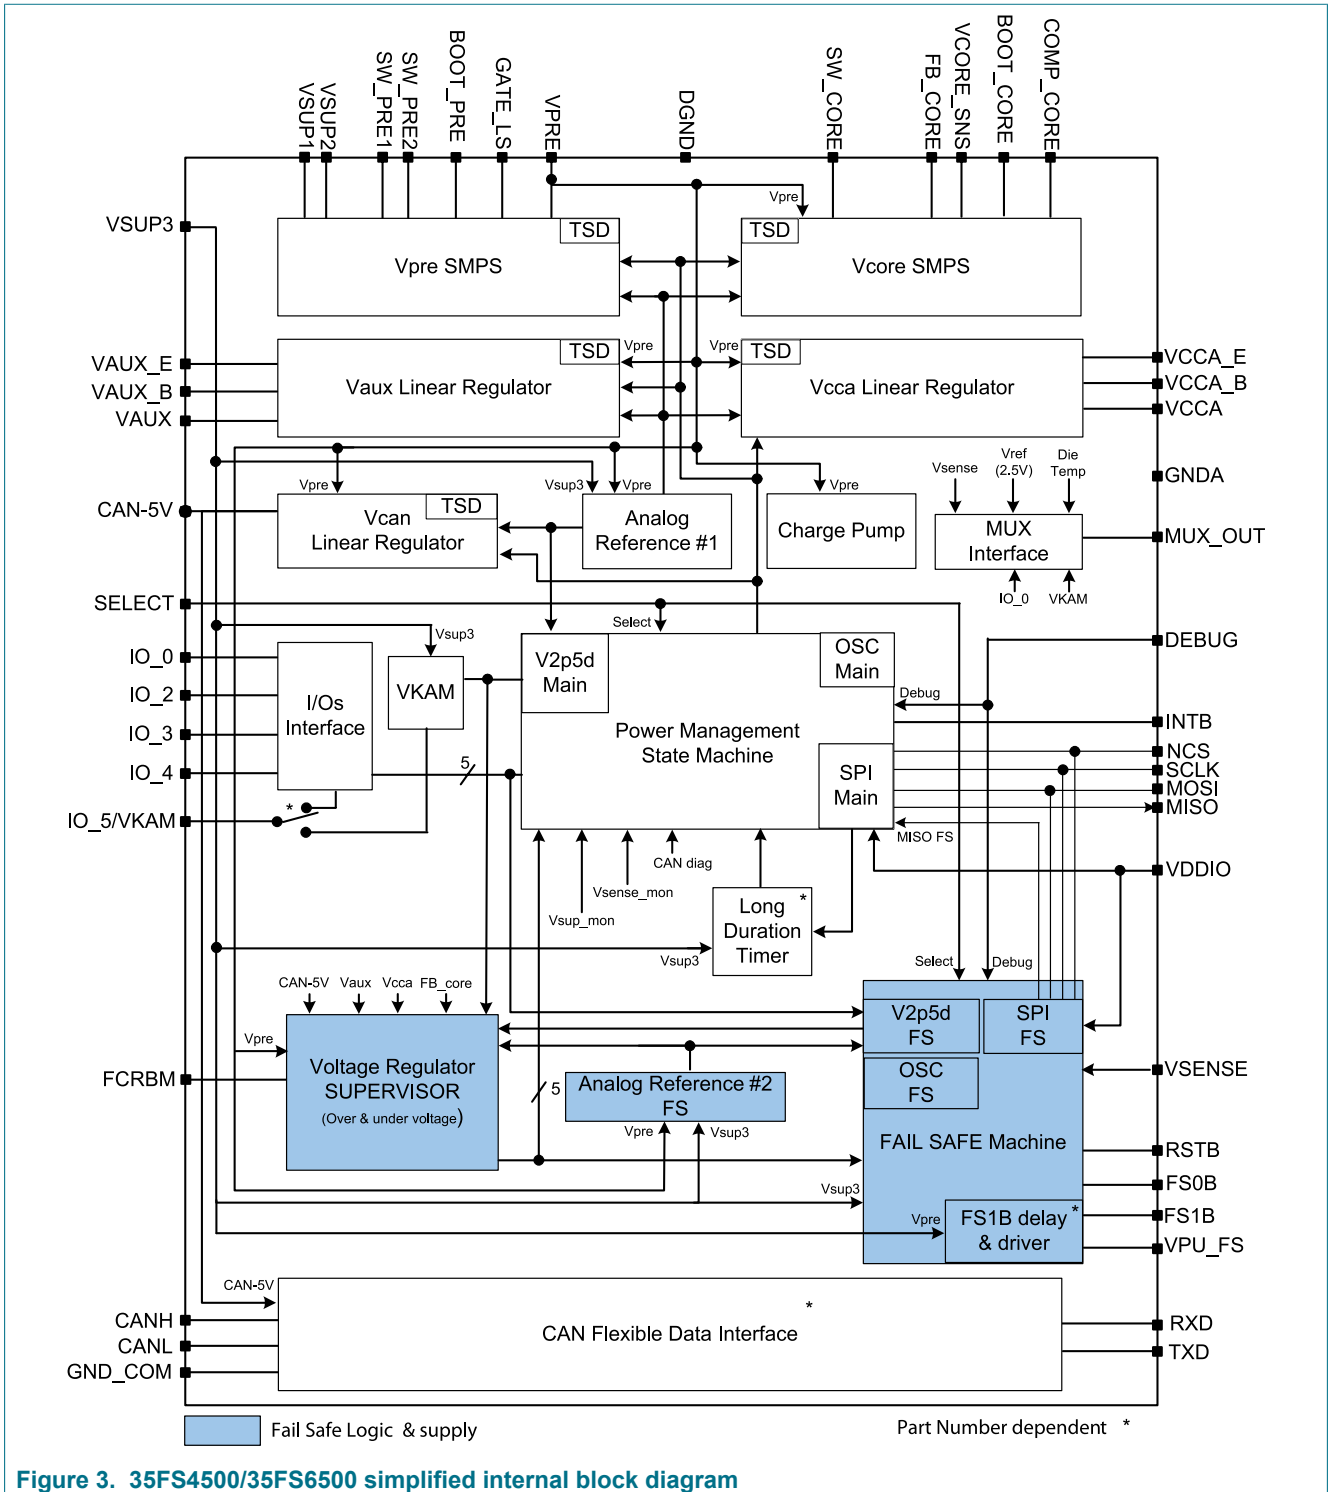 VSUP1
VSUP2
SW_PRE1
SW_PRE2
BOOT_PRE
GATE_LS
VPRE
DGND
SW_CORE
FB_CORE
VCORE_SNS
BOOT_CORE
COMP_CORE
VSUP3
TSD
Vpre SMPS
Vpre
TSD
Vcore SMPS
VAUX_E
VAUX_B
VAUX
TSD
Vpre
Vaux Linear Regulator
Vpre
TSD
Vcca Linear Regulator
VCCA_E
VCCA_B
VCCA
CAN-5V
Vpre
TSD
Vcan
Linear Regulator
Vsup3
Vpre
Analog
Reference #1
Vpre
Charge Pump
Vsense
Vref
(2.5V)
Die
Temp
MUX
Interface
IO_0
VKAM
GNDA
MUX_OUT
SELECT
Select
IO_0
IO_2
IO_3
IO_4
IO_5/VKAM
I/Os
Interface
*
Vsup3
VKAM
5
V2p5d
Main
OSC
Main
Power Management
State Machine
SPI
Main
Debug
DEBUG
INTB
NCS
SCLK
MOSI
MISO
MISO FS
VDDIO
CAN diag
Vsense_mon
Vsup_mon
Long
Duration
Timer
*
Vsup3
Select
Debug
CAN-5V
Vaux
Vcca
FB_core
Vpre
Voltage Regulator
SUPERVISOR
(Over & under voltage)
FCRBM
5
Analog Reference #2
FS
Vpre
Vsup3
V2p5d
FS
SPI
FS
OSC
FS
FAIL SAFE Machine
Vsup3
Vpre
FS1B delay
& driver
*
VSENSE
RSTB
FS0B
FS1B
VPU_FS
CAN-5V
CANH
CANL
GND_COM
CAN Flexible Data Interface
*
RXD
TXD
Fail Safe Logic & supply
Part Number dependent *
Figure 3. 35FS4500/35FS6500 simplified internal block diagram